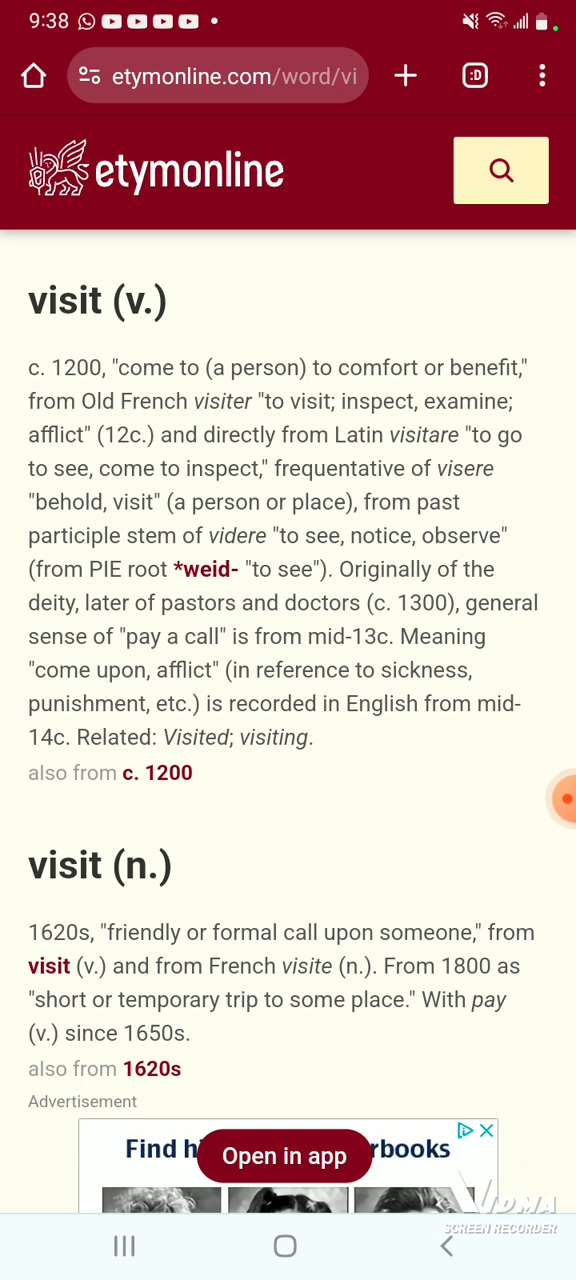 9:38
etymonline.com/word/vi
:D
etymonline
visit (v.)
c. 1200, "come to (a person) to comfort or benefit,"
from Old French visiter "to visit; inspect, examine;
afflict" (12c.) and directly from Latin visitare "to go
to see, come to inspect," frequentative of visere
"behold, visit" (a person or place), from past
participle stem of videre "to see, notice, observe"
(from PIE root *weid- "to see"). Originally of the
deity, later of pastors and doctors (c. 1300), general
sense of "pay a call" is from mid-13c. Meaning
"come upon, afflict" (in reference to sickness,
punishment, etc.) is recorded in English from mid-
14c. Related: Visited; visiting.
also from c. 1200
visit (n.)
1620s, "friendly or formal call upon someone," from
visit (v.) and from French visite (n.). From 1800 as
"short or temporary trip to some place." With pay
(v.) since 1650s.
also from 1620s
Advertisement
Find
Open in app
VIDMA
SCREEN RECORDER